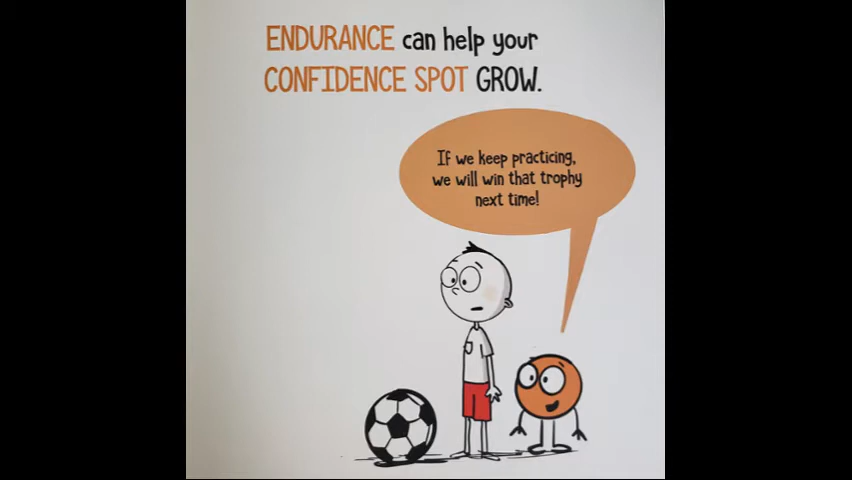 ENDURANCE can help your
CONFIDENCE SPOT GROW.
If we keep practicing,
we will win that trophy
next time!